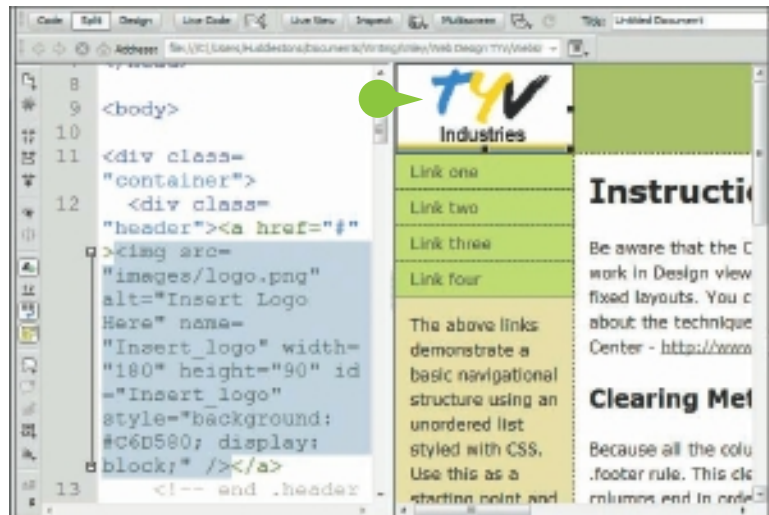 Code Split Design Live Code Live View Inspect Multiscreen Title: Untitled Document
Address:
8
9 <body>
10
11 <div class=
"container">
12 <div class=
"header"><a href="#"
><img src=
"images/logo.png"
alt="Insert Logo
Here" name=
"Insert_logo" width=
"180" height="90" id
="Insert_logo"
style="background:
#C6D580; display:
block;" /></a>
13 <!-- end .header
TYV
Industries
Link one
Link two
Link three
Link four
The above links
demonstrate a
basic navigational
structure using an
unordered list
styled with CSS.
Use this as a
starting point and
Instructi
Be aware that the C
work in Design view
fixed layouts. You c
about the technique
Center - http://www
Clearing Met
Because all the colu
.footer rule. This cle
columns end in orde